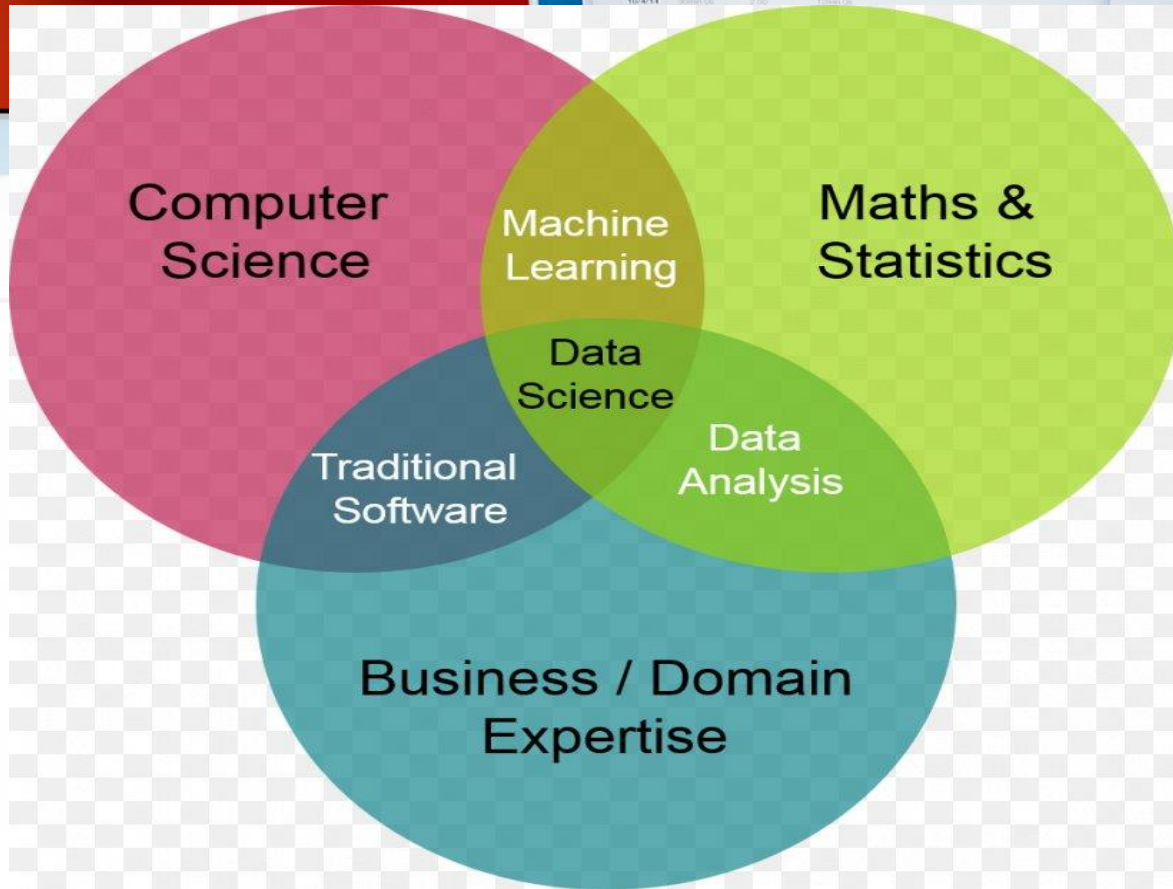 Computer
Science
Machine
Learning
Maths &
Statistics
Data
Science
Traditional
Software
Data
Analysis
Business / Domain
Expertise